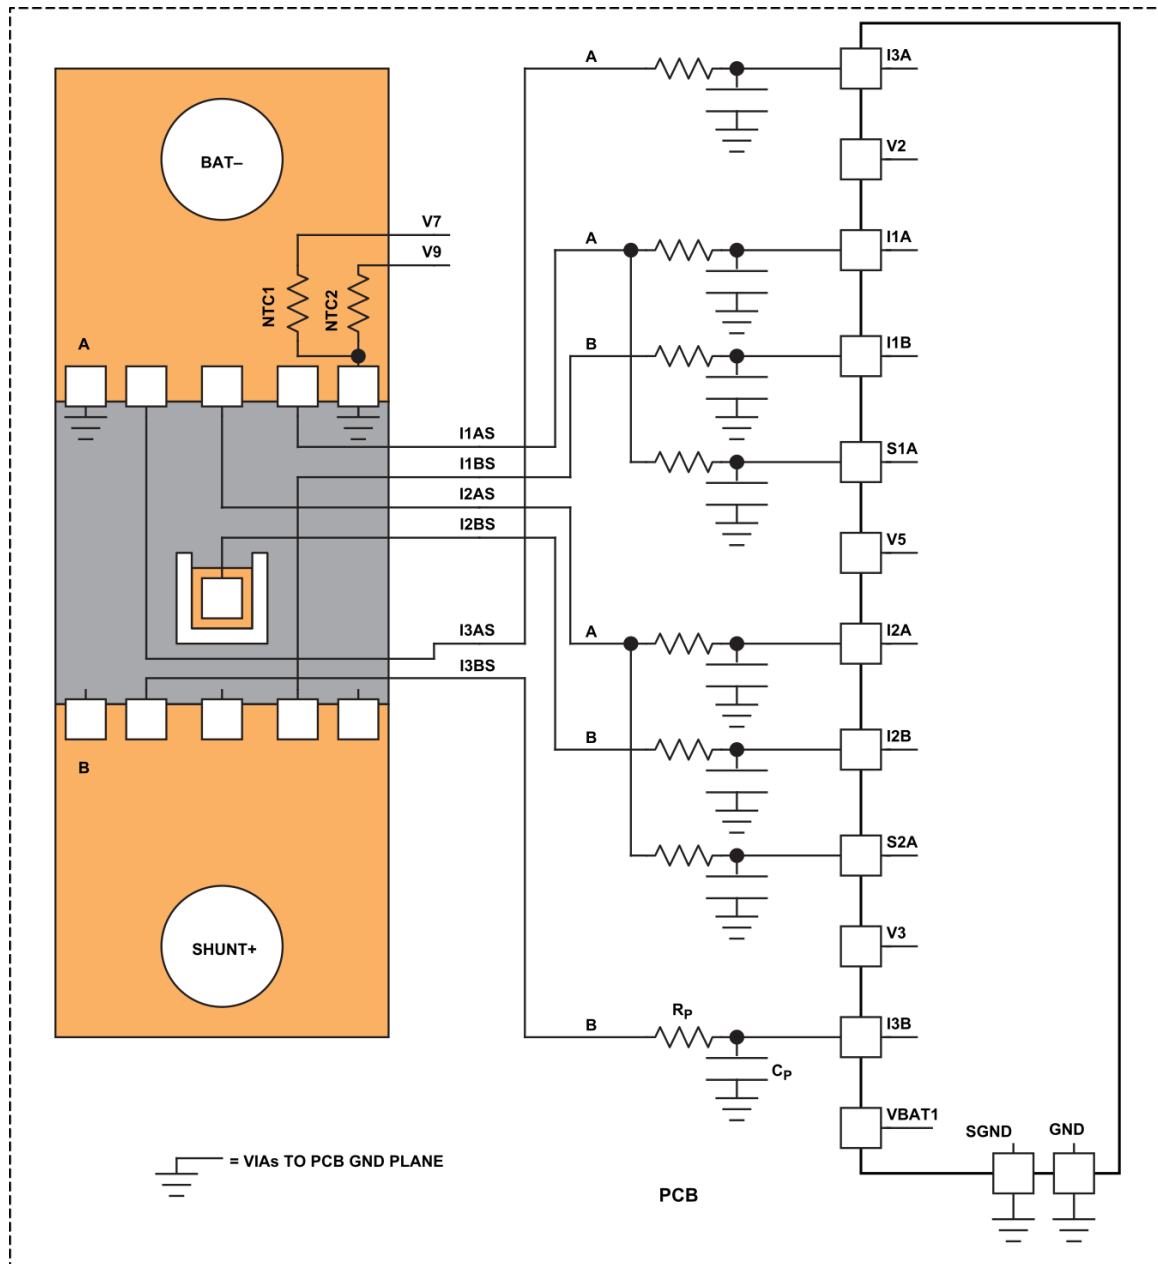 A
I3A
BAT–
V2
V7
V9
A
I1A
NTC1
NTC2
A
B
I1B
I1AS
I1BS
S1A
I2AS
I2BS
V5
I3AS
A
I2A
I3BS
B
I2B
B
S2A
SHUNT+
V3
RP
B
I3B
CP
VBAT1
SGND
GND
= VIAs TO PCB GND PLANE
PCB